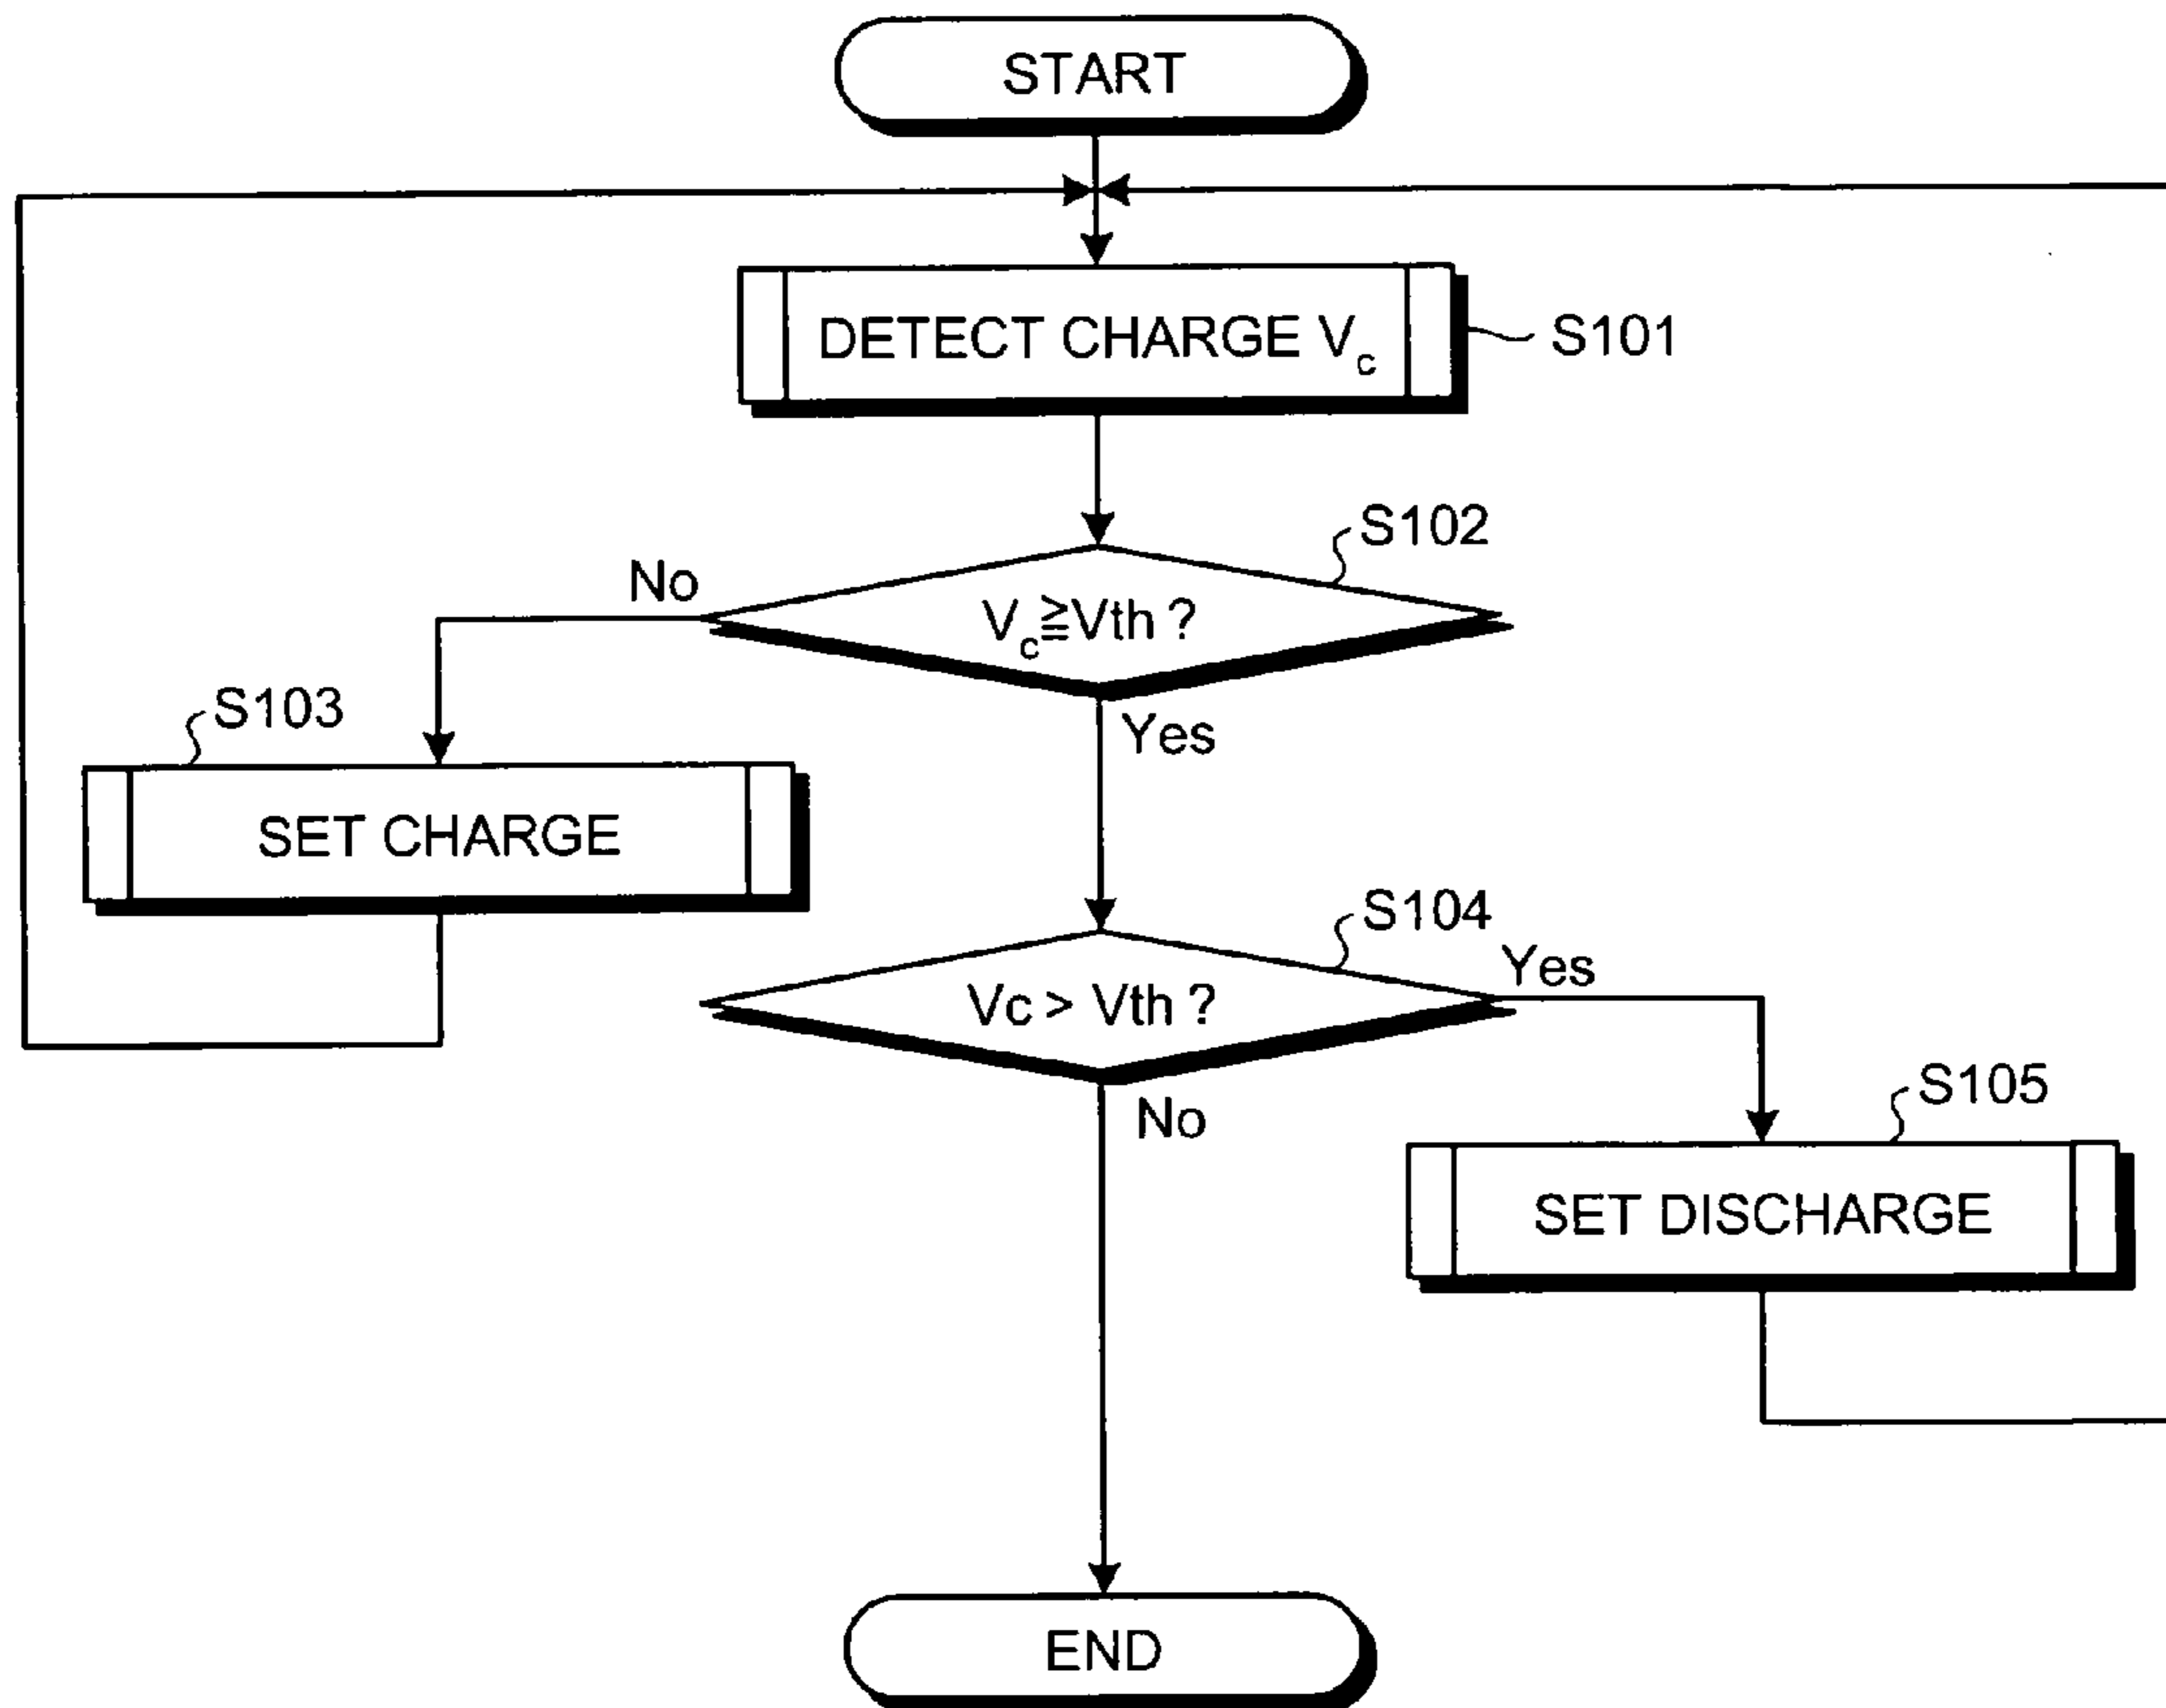 START
DETECT CHARGE Vc
S101
S102
No
Vc≧Vth ?
Yes
S103
SET CHARGE
S104
Yes
Vc > Vth ?
No
S105
SET DISCHARGE
END